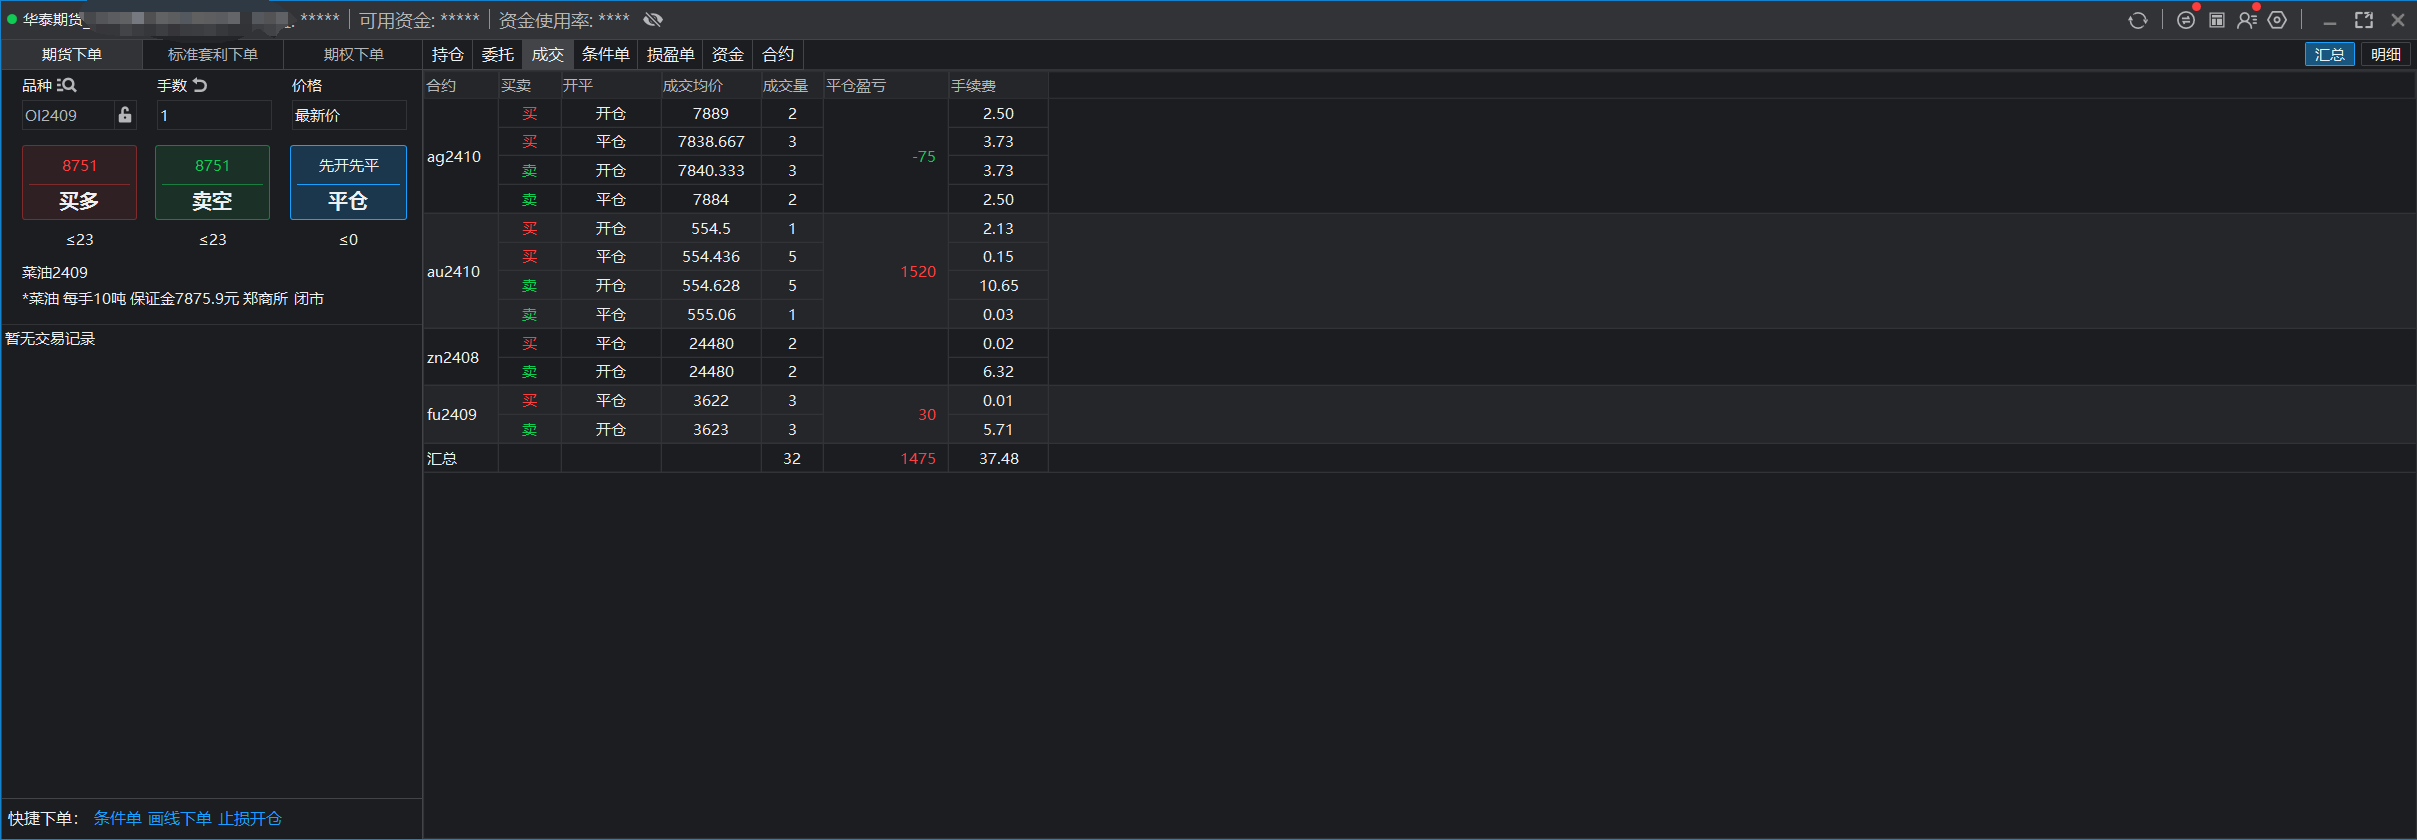 华泰期货_ : ***** 可用资金: ***** 资金使用率: ****
期货下单 标准套利下单 期权下单 持仓 委托 成交 条件单 损盈单 资金 合约 汇总 明细
品种 手数 价格
OI2409 1 最新价
8751 8751 先开先平
买多 卖空 平仓
≤23 ≤23 ≤0
菜油2409
*菜油 每手10吨 保证金7875.9元 郑商所 闭市
暂无交易记录
快捷下单： 条件单 画线下单 止损开仓
合约 买卖 开平 成交均价 成交量 平仓盈亏 手续费
ag2410 -75
买 开仓 7889 2 2.50
买 平仓 7838.667 3 3.73
卖 开仓 7840.333 3 3.73
卖 平仓 7884 2 2.50
au2410 1520
买 开仓 554.5 1 2.13
买 平仓 554.436 5 0.15
卖 开仓 554.628 5 10.65
卖 平仓 555.06 1 0.03
zn2408
买 平仓 24480 2 0.02
卖 开仓 24480 2 6.32
fu2409 30
买 平仓 3622 3 0.01
卖 开仓 3623 3 5.71
汇总 32 1475 37.48